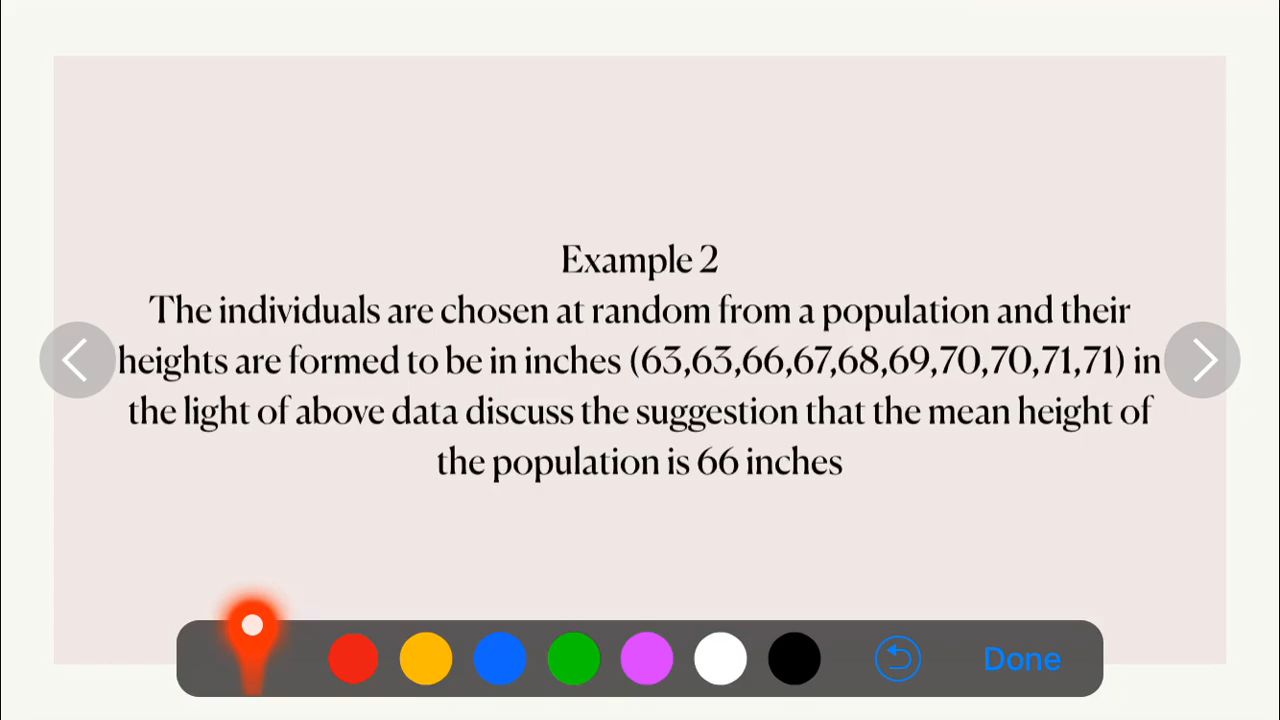 Example 2
The individuals are chosen at random from a population and their
heights are formed to be in inches (63,63,66,67,68,69,70,70,71,71) in
the light of above data discuss the suggestion that the mean height of
the population is 66 inches
Done